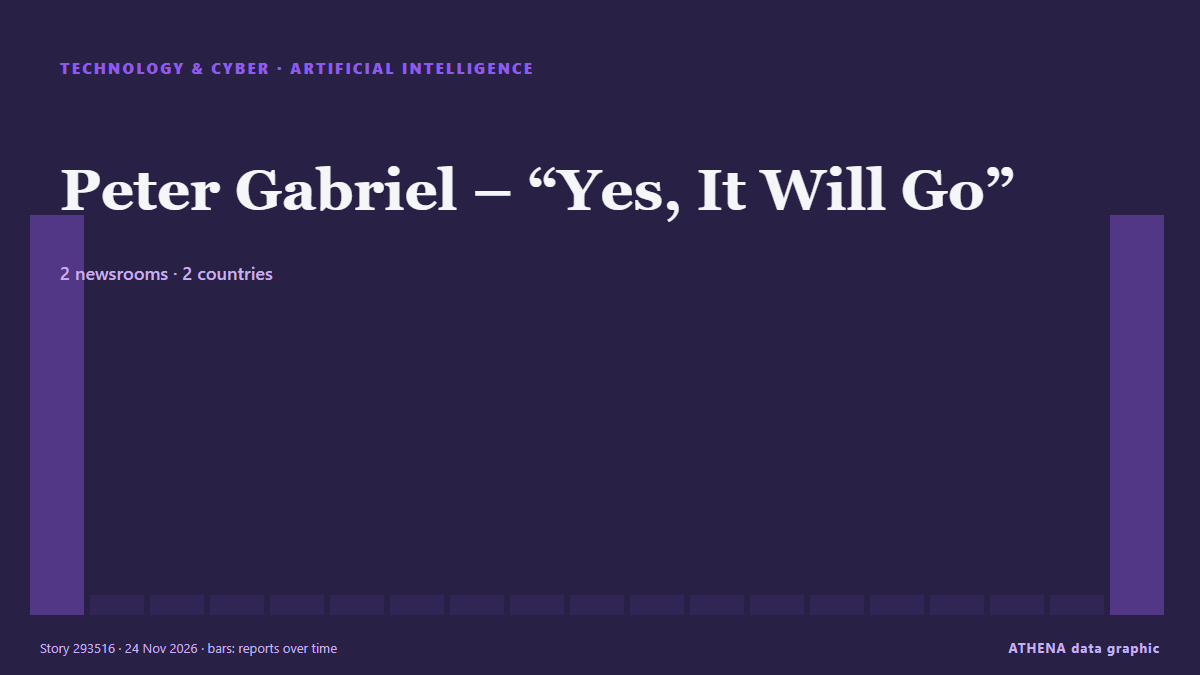 TECHNOLOGY & CYBER · ARTIFICIAL INTELLIGENCE
Peter Gabriel – “Yes, It Will Go”
2 newsrooms · 2 countries
Story 293516 · 24 Nov 2026 · bars: reports over time
ATHENA data graphic